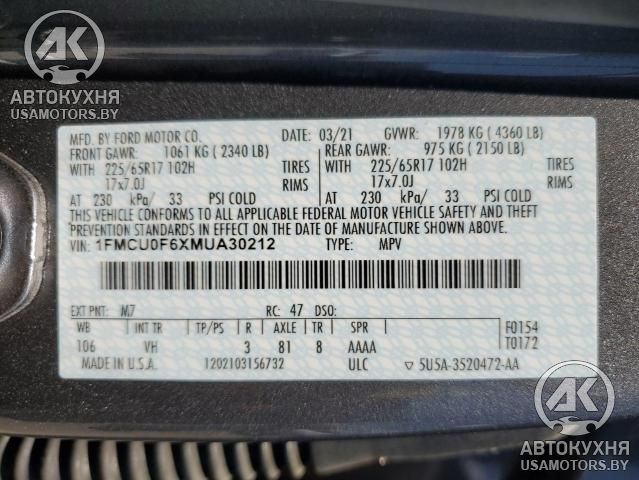 АК
АВТОКУХНЯ
USAMOTORS.BY
MFD. BY FORD MOTOR CO.
DATE: 03/21 GVWR: 1978 KG ( 4360 LB)
FRONT GAWR: 1061 KG ( 2340 LB) REAR GAWR: 975 KG ( 2150 LB)
WITH 225/65R17 102H TIRES WITH 225/65R17 102H TIRES
17x7.0J RIMS 17x7.0J RIMS
AT 230 kPa/ 33 PSI COLD AT 230 kPa/ 33 PSI COLD
THIS VEHICLE CONFORMS TO ALL APPLICABLE FEDERAL MOTOR VEHICLE SAFETY AND THEFT
PREVENTION STANDARDS IN EFFECT ON THE DATE OF MANUFACTURE SHOWN ABOVE.
VIN: 1FMCU0F6XMUA30212 TYPE: MPV
EXT PNT: M7 RC: 47 DSO:
WB INT TR TP/PS R AXLE TR SPR F0154
106 VH 3 81 8 AAAA T0172
MADE IN U.S.A. 1202103156732 ULC ▽ 5U5A-3520472-AA
АК
АВТОКУХНЯ
USAMOTORS.BY